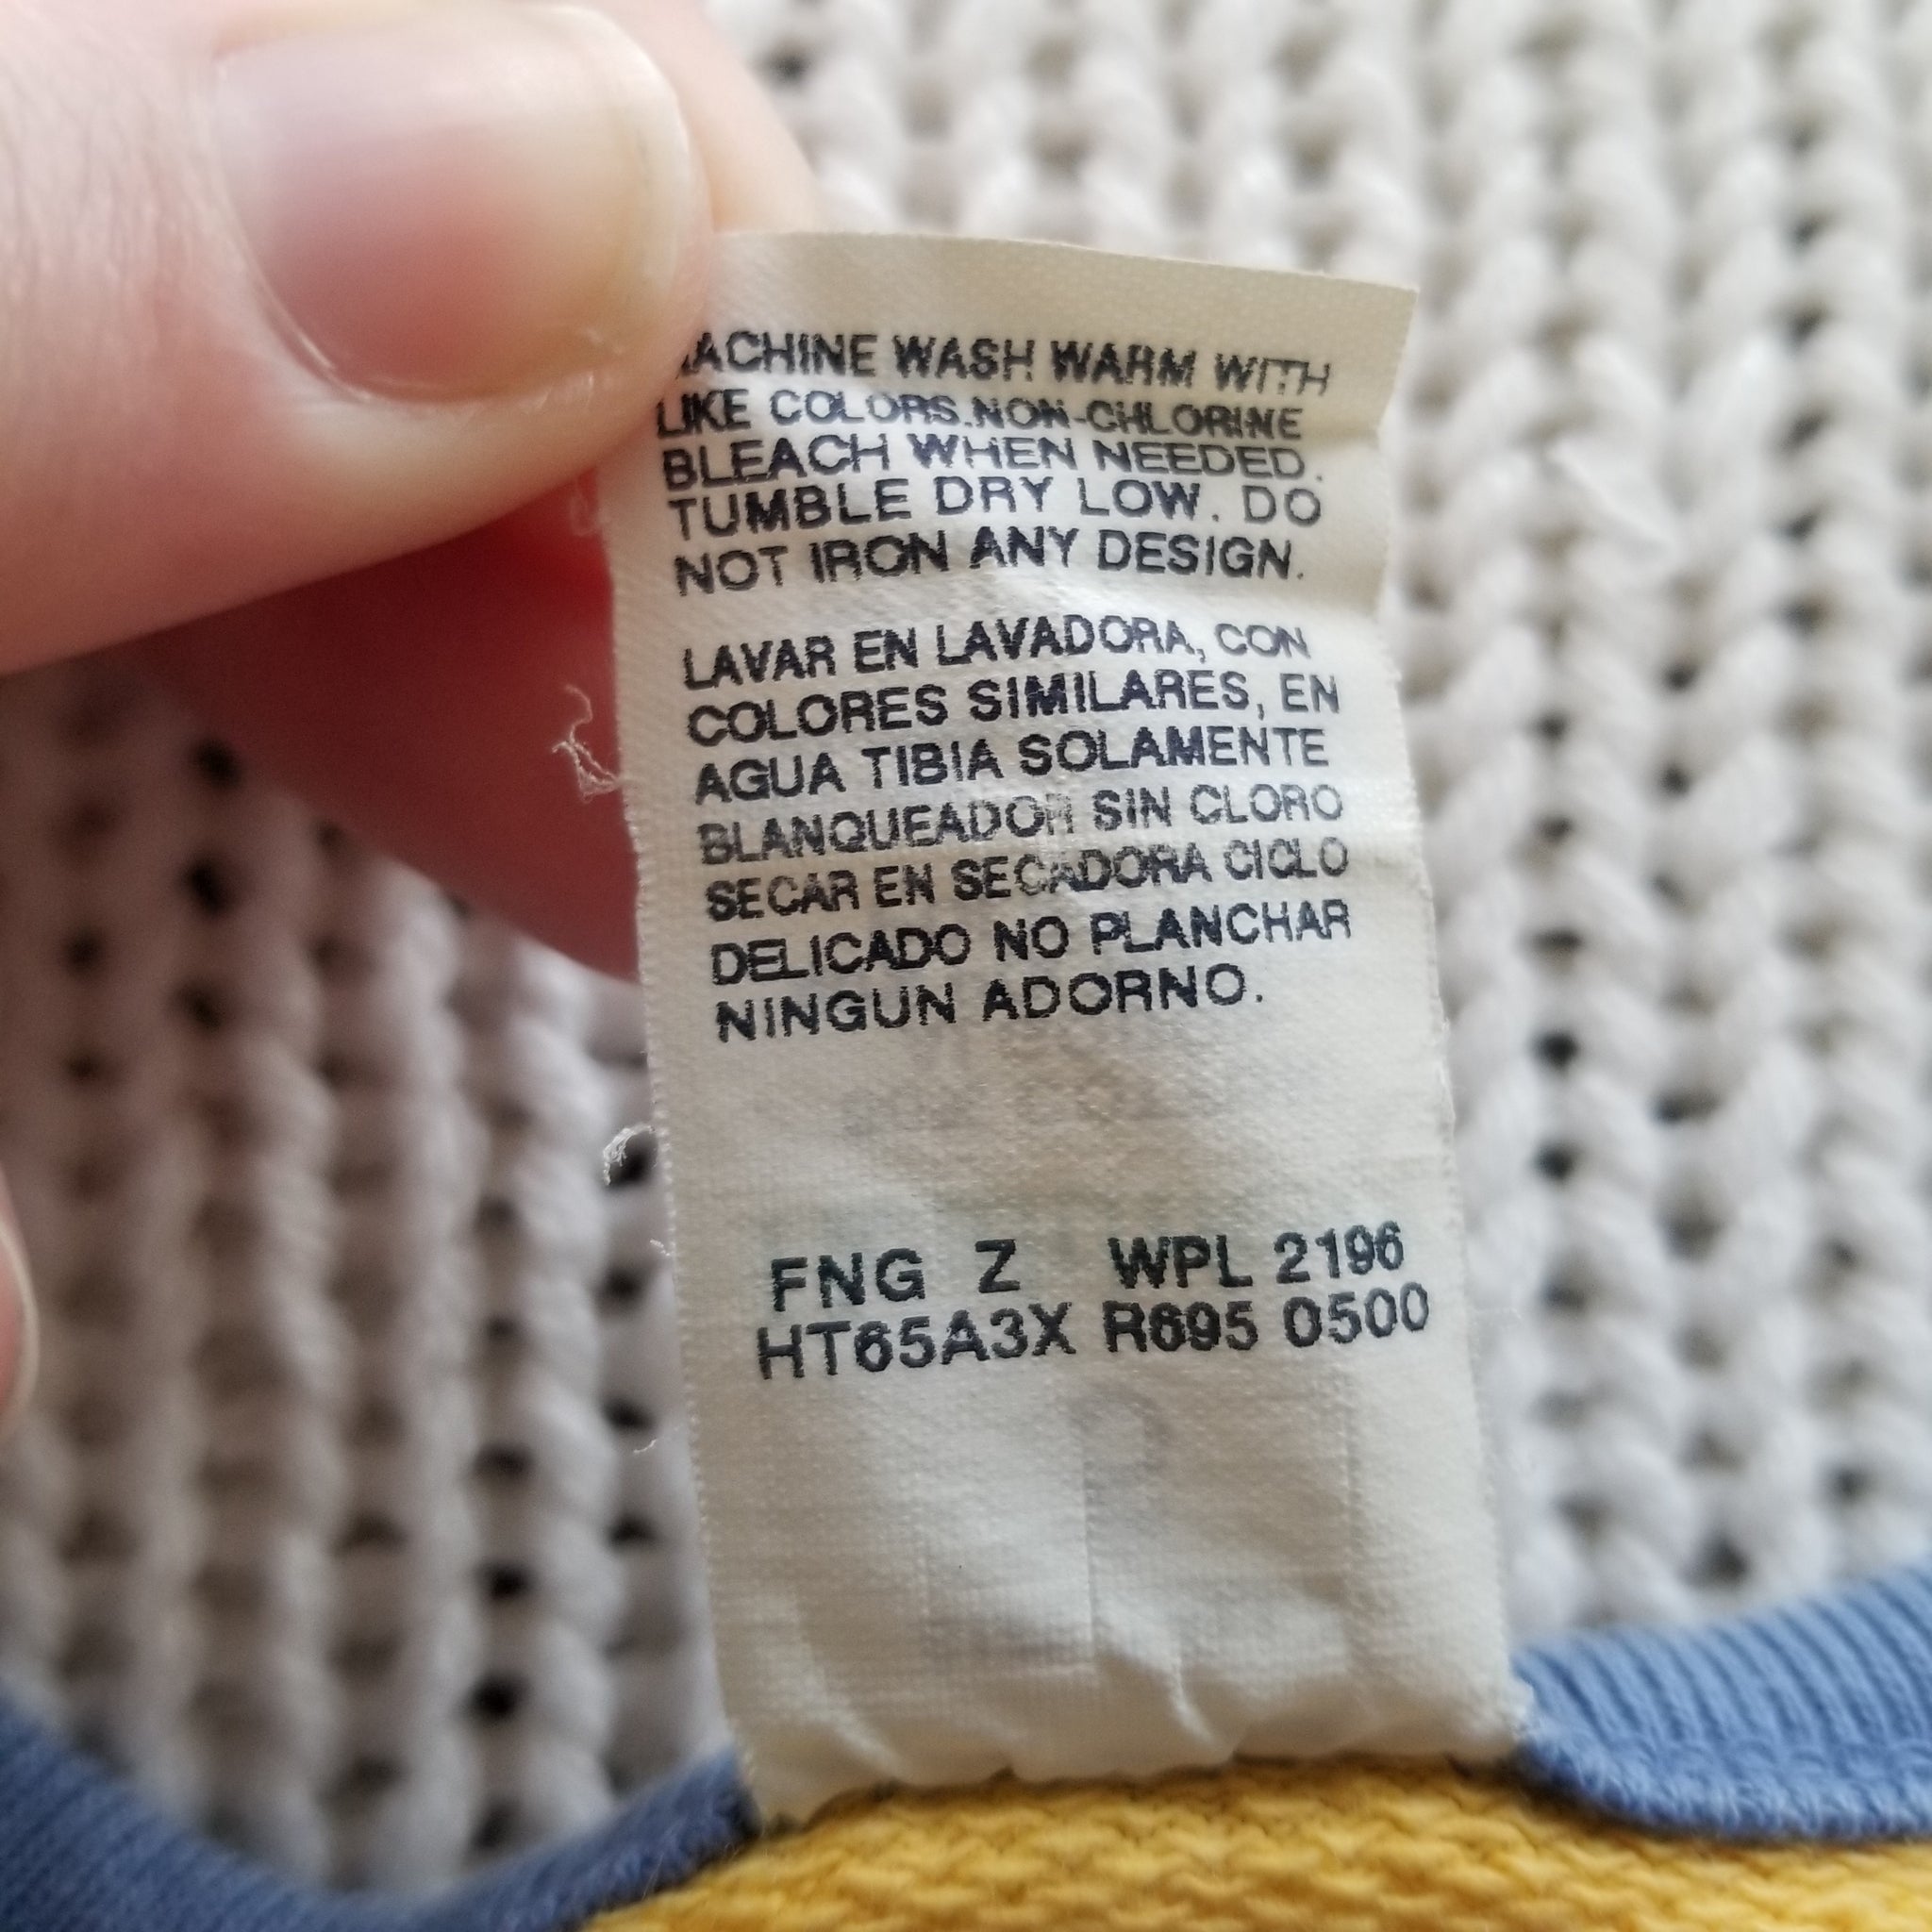 MACHINE WASH WARM WITH
LIKE COLORS.NON-CHLORINE
BLEACH WHEN NEEDED.
TUMBLE DRY LOW. DO
NOT IRON ANY DESIGN.
LAVAR EN LAVADORA, CON
COLORES SIMILARES, EN
AGUA TIBIA SOLAMENTE
BLANQUEADOR SIN CLORO
SECAR EN SECADORA CICLO
DELICADO NO PLANCHAR
NINGUN ADORNO.
FNG Z WPL 2196
HT65A3X R695 0500